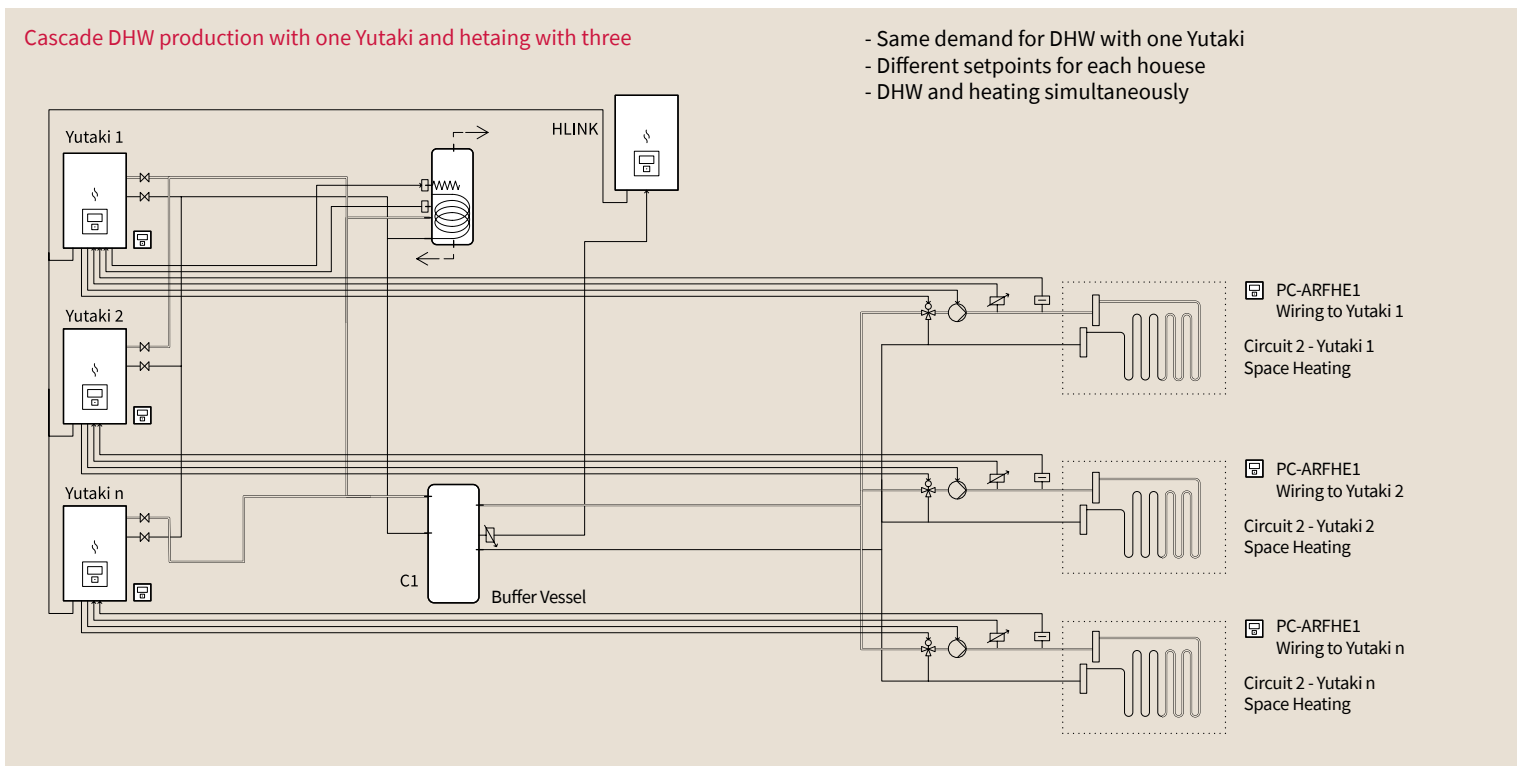 Cascade DHW production with one Yutaki and hetaing with three
- Same demand for DHW with one Yutaki
- Different setpoints for each houese
- DHW and heating simultaneously
Yutaki 1
HLINK
Yutaki 2
Yutaki n
C1
Buffer Vessel
PC-ARFHE1
Wiring to Yutaki 1
Circuit 2 - Yutaki 1
Space Heating
PC-ARFHE1
Wiring to Yutaki 2
Circuit 2 - Yutaki 2
Space Heating
PC-ARFHE1
Wiring to Yutaki n
Circuit 2 - Yutaki n
Space Heating